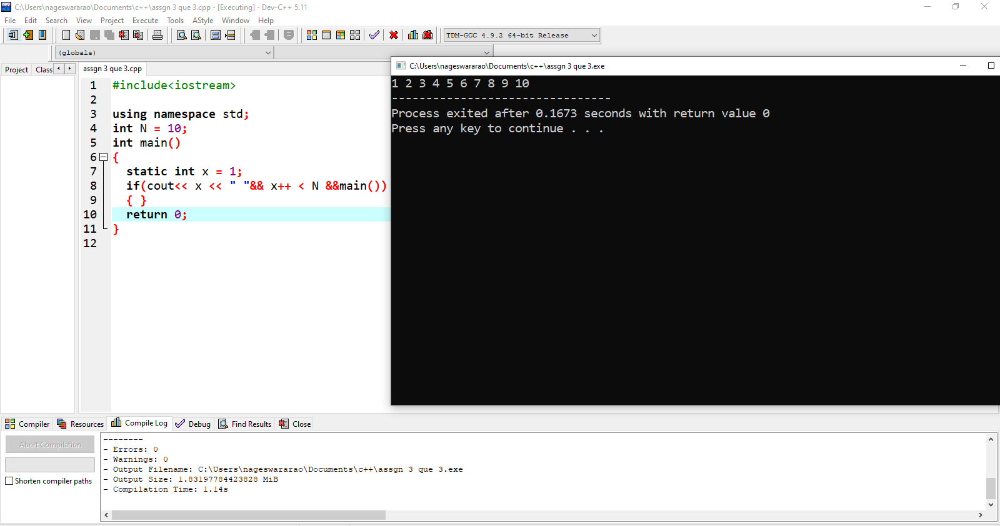 C:\Users\nageswararao\Documents\c++\assgn 3 que 3.cpp - [Executing] - Dev-C++ 5.11
File Edit Search View Project Execute Tools AStyle Window Help
TDM-GCC 4.9.2 64-bit Release
(globals)
Project Class assgn 3 que 3.cpp
1 #include<iostream>
2
3 using namespace std;
4 int N = 10;
5 int main()
6 {
7 static int x = 1;
8 if(cout<< x << " "&& x++ < N &&main())
9 { }
10 return 0;
11 }
12
C:\Users\nageswararao\Documents\c++\assgn 3 que 3.exe
1 2 3 4 5 6 7 8 9 10
--------------------------------
Process exited after 0.1673 seconds with return value 0
Press any key to continue . . .
Compiler Resources Compile Log Debug Find Results Close
Abort Compilation
Shorten compiler paths
--------
- Errors: 0
- Warnings: 0
- Output Filename: C:\Users\nageswararao\Documents\c++\assgn 3 que 3.exe
- Output Size: 1.83197784423828 MiB
- Compilation Time: 1.14s